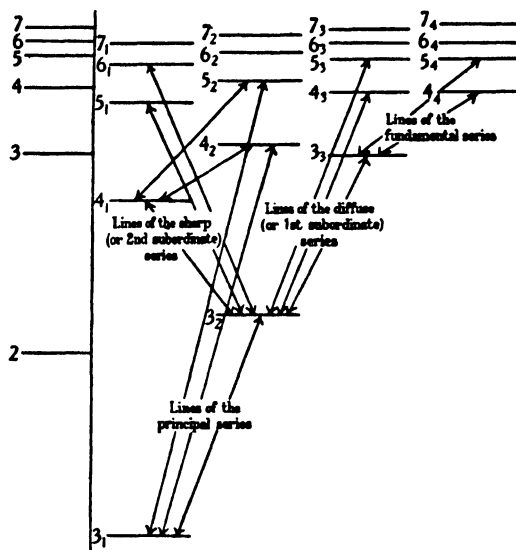 7
6
5
4
3
2
7₁
6₁
5₁
4₁
3₁
7₂
6₂
5₂
4₂
3₂
7₃
6₃
5₃
4₃
3₃
7₄
6₄
5₄
4₄
Lines of the
fundamental series
Lines of the sharp
(or 2nd subordinate)
series
Lines of the diffuse
(or 1st subordinate)
series
Lines of the
principal series